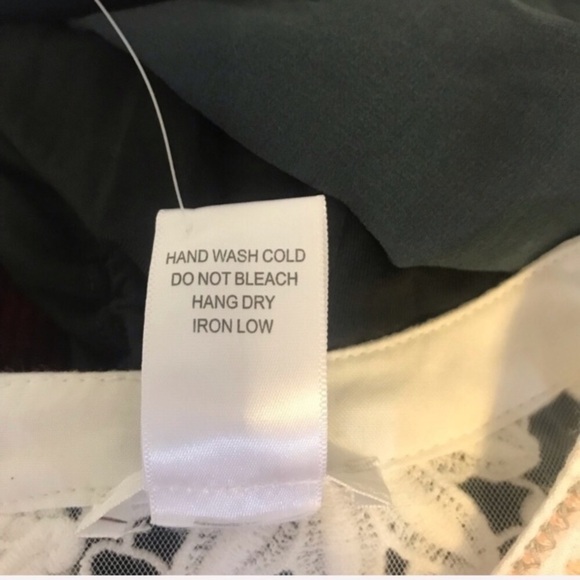 HAND WASH COLD
DO NOT BLEACH
HANG DRY
IRON LOW